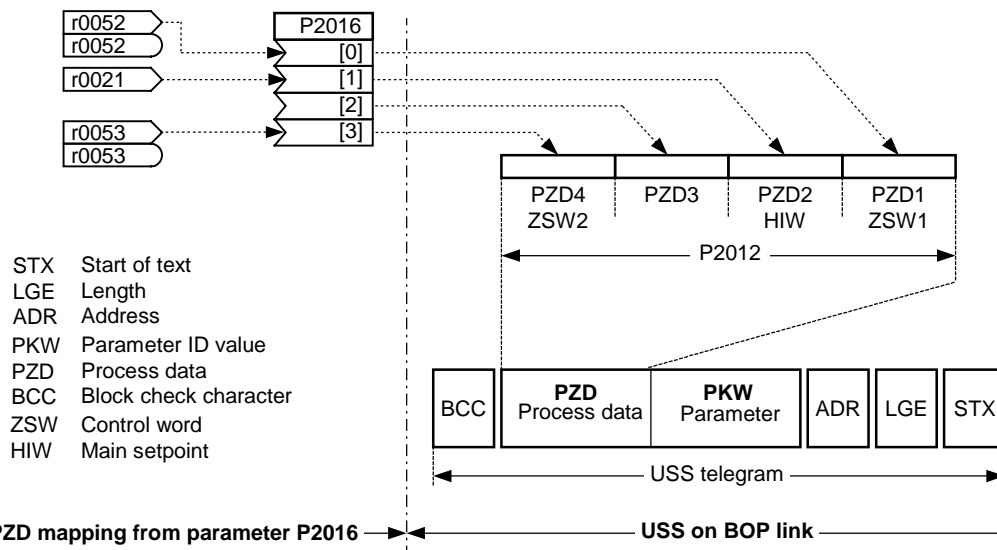 r0052
r0052
r0021
r0053
r0053
P2016
[0]
[1]
[2]
[3]
PZD4
ZSW2
PZD3
PZD2
HIW
PZD1
ZSW1
P2012
STX Start of text
LGE Length
ADR Address
PKW Parameter ID value
PZD Process data
BCC Block check character
ZSW Control word
HIW Main setpoint
BCC
PZD
Process data
PKW
Parameter
ADR
LGE
STX
USS telegram
PZD mapping from parameter P2016
USS on BOP link